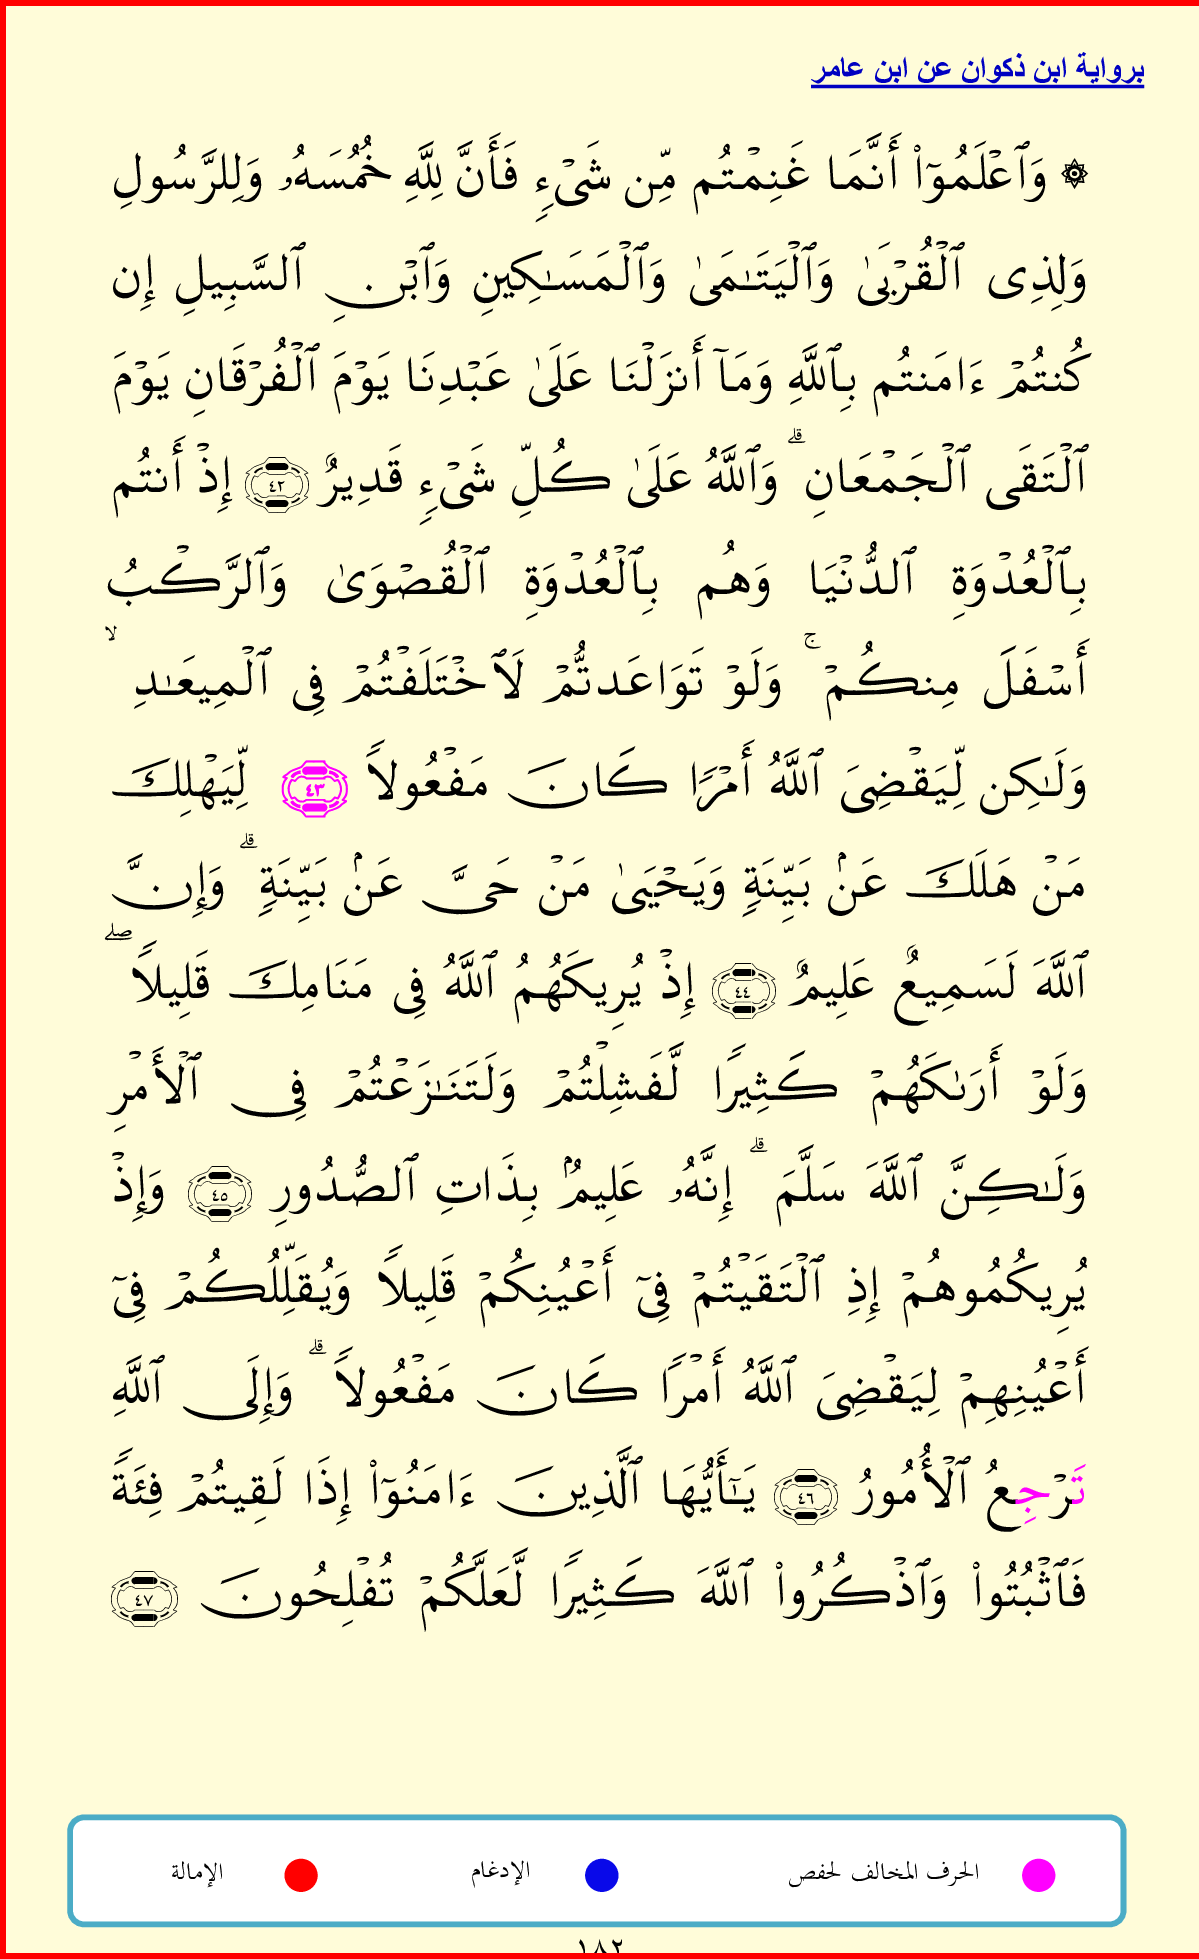 برواية ابن ذكوان عن ابن عامر
۞ وَٱعۡلَمُوٓاْ أَنَّمَا غَنِمۡتُم مِّن شَيۡءٖ فَأَنَّ لِلَّهِ خُمُسَهُۥ وَلِلرَّسُولِ
وَلِذِي ٱلۡقُرۡبَىٰ وَٱلۡيَتَٰمَىٰ وَٱلۡمَسَٰكِينِ وَٱبۡنِ ٱلسَّبِيلِ إِن
كُنتُمۡ ءَامَنتُم بِٱللَّهِ وَمَآ أَنزَلۡنَا عَلَىٰ عَبۡدِنَا يَوۡمَ ٱلۡفُرۡقَانِ يَوۡمَ
ٱلۡتَقَى ٱلۡجَمۡعَانِۗ وَٱللَّهُ عَلَىٰ كُلِّ شَيۡءٖ قَدِيرٌ ٤٢ إِذۡ أَنتُم
بِٱلۡعُدۡوَةِ ٱلدُّنۡيَا وَهُم بِٱلۡعُدۡوَةِ ٱلۡقُصۡوَىٰ وَٱلرَّكۡبُ
أَسۡفَلَ مِنكُمۡۚ وَلَوۡ تَوَاعَدتُّمۡ لَٱخۡتَلَفۡتُمۡ فِي ٱلۡمِيعَٰدِۙ
وَلَٰكِن لِّيَقۡضِيَ ٱللَّهُ أَمۡرٗا كَانَ مَفۡعُولٗا ٤٣ لِّيَهۡلِكَ
مَنۡ هَلَكَ عَنۢ بَيِّنَةٖ وَيَحۡيَىٰ مَنۡ حَيَّ عَنۢ بَيِّنَةٖۗ وَإِنَّ
ٱللَّهَ لَسَمِيعٌ عَلِيمٌ ٤٤ إِذۡ يُرِيكَهُمُ ٱللَّهُ فِي مَنَامِكَ قَلِيلٗاۖ
وَلَوۡ أَرَىٰكَهُمۡ كَثِيرٗا لَّفَشِلۡتُمۡ وَلَتَنَٰزَعۡتُمۡ فِي ٱلۡأَمۡرِ
وَلَٰكِنَّ ٱللَّهَ سَلَّمَۗ إِنَّهُۥ عَلِيمُۢ بِذَاتِ ٱلصُّدُورِ ٤٥ وَإِذۡ
يُرِيكُمُوهُمۡ إِذِ ٱلۡتَقَيۡتُمۡ فِيٓ أَعۡيُنِكُمۡ قَلِيلٗا وَيُقَلِّلُكُمۡ فِيٓ
أَعۡيُنِهِمۡ لِيَقۡضِيَ ٱللَّهُ أَمۡرٗا كَانَ مَفۡعُولٗاۗ وَإِلَى ٱللَّهِ
تَرۡجِعُ ٱلۡأُمُورُ ٤٦ يَٰٓأَيُّهَا ٱلَّذِينَ ءَامَنُوٓاْ إِذَا لَقِيتُمۡ فِئَةٗ
فَٱثۡبُتُواْ وَٱذۡكُرُواْ ٱللَّهَ كَثِيرٗا لَّعَلَّكُمۡ تُفۡلِحُونَ ٤٧
الحرف المخالف لحفص الإدغام الإمالة
١٨٢